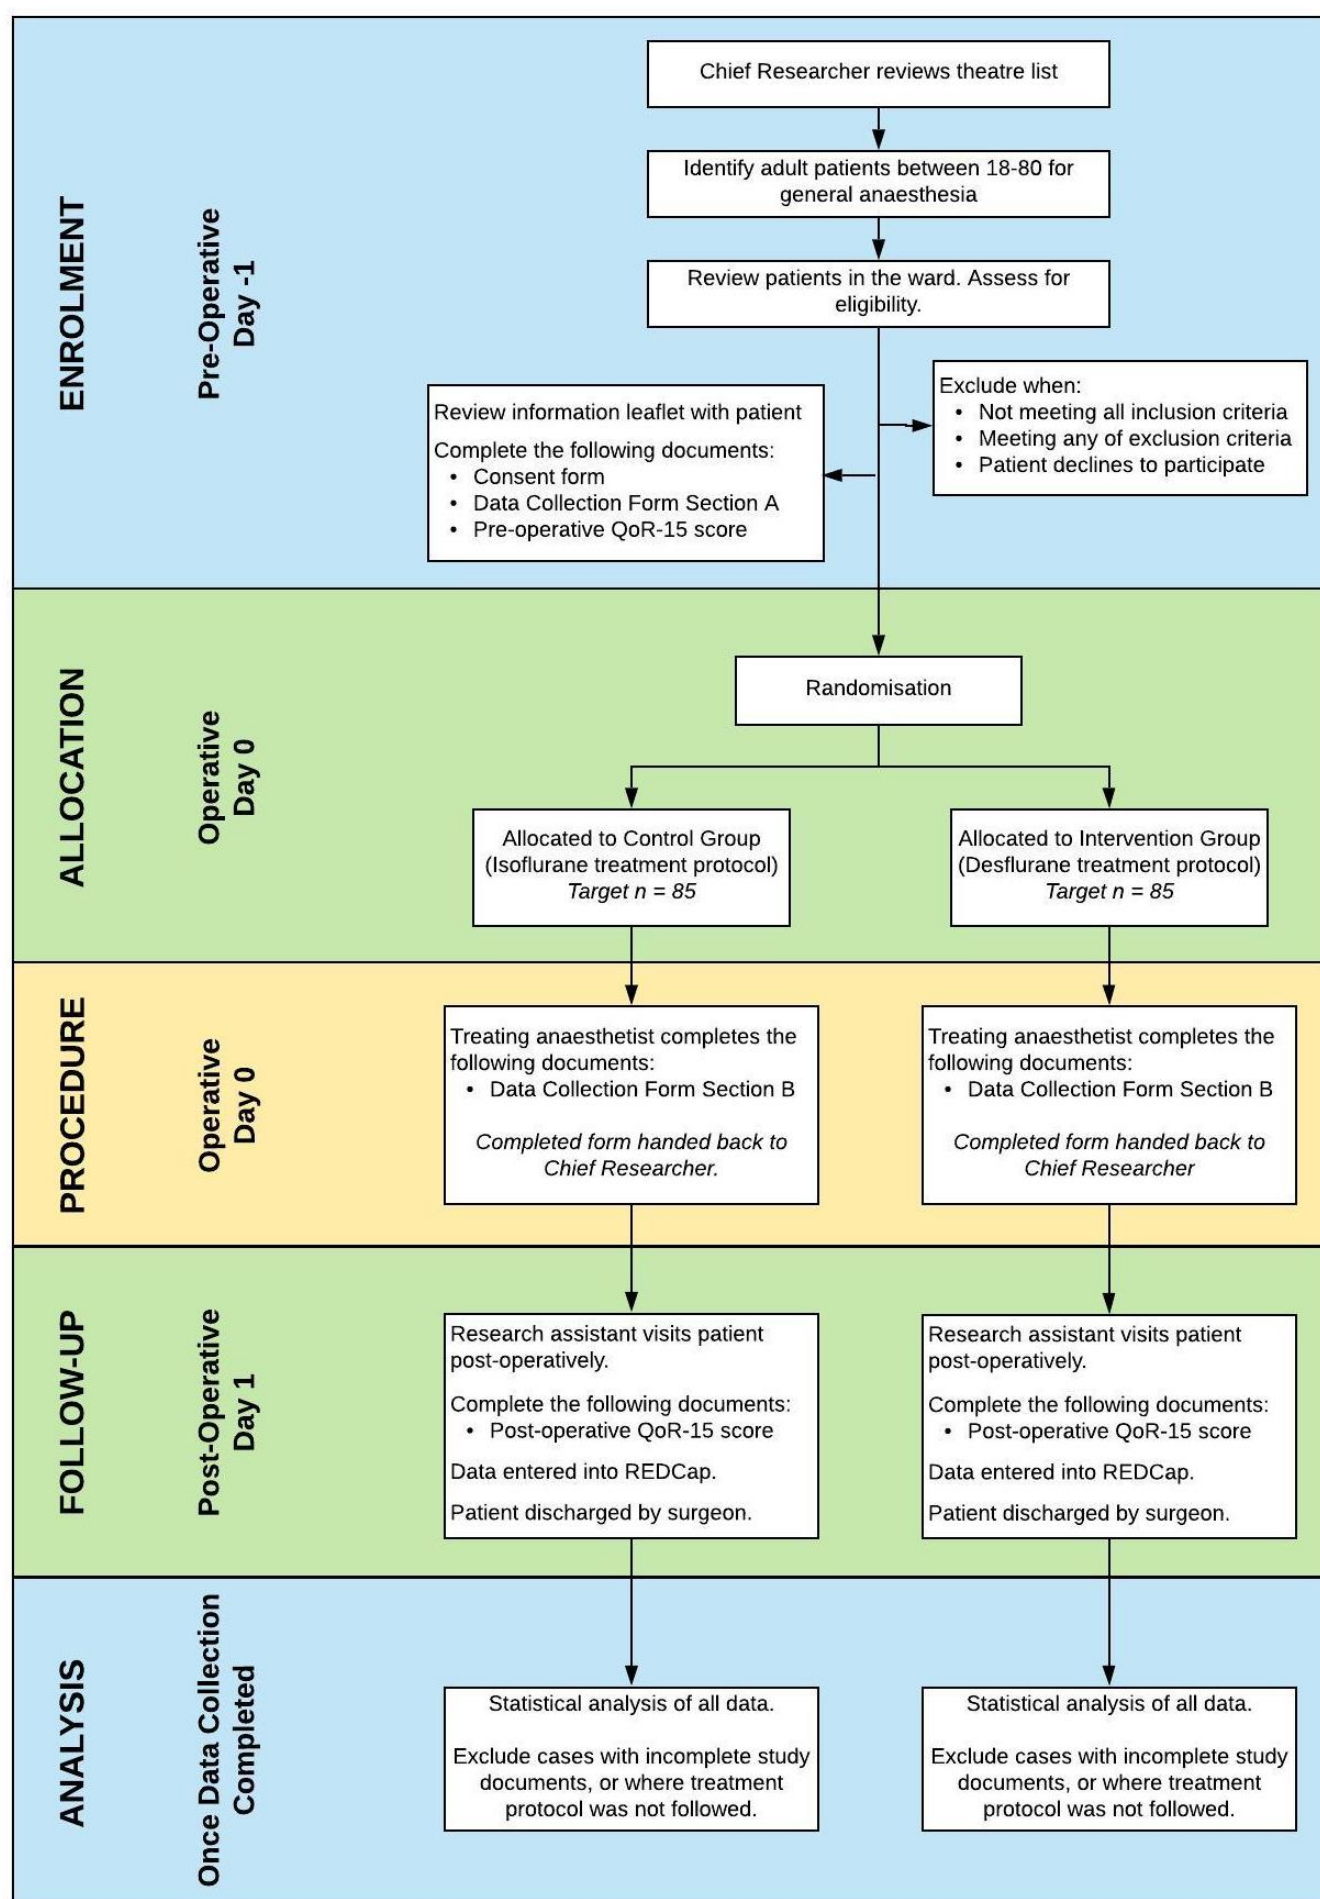 ENROLMENT
Pre-Operative
Day -1
Chief Researcher reviews theatre list
Identify adult patients between 18-80 for
general anaesthesia
Review patients in the ward. Assess for
eligibility.
Exclude when:
• Not meeting all inclusion criteria
• Meeting any of exclusion criteria
• Patient declines to participate
Review information leaflet with patient
Complete the following documents:
• Consent form
• Data Collection Form Section A
• Pre-operative QoR-15 score
ALLOCATION
Operative
Day 0
Randomisation
Allocated to Control Group
(Isoflurane treatment protocol)
Target n = 85
Allocated to Intervention Group
(Desflurane treatment protocol)
Target n = 85
PROCEDURE
Operative
Day 0
Treating anaesthetist completes the
following documents:
• Data Collection Form Section B
Completed form handed back to
Chief Researcher.
Treating anaesthetist completes the
following documents:
• Data Collection Form Section B
Completed form handed back to
Chief Researcher
FOLLOW-UP
Post-Operative
Day 1
Research assistant visits patient
post-operatively.
Complete the following documents:
• Post-operative QoR-15 score
Data entered into REDCap.
Patient discharged by surgeon.
Research assistant visits patient
post-operatively.
Complete the following documents:
• Post-operative QoR-15 score
Data entered into REDCap.
Patient discharged by surgeon.
ANALYSIS
Once Data Collection
Completed
Statistical analysis of all data.
Exclude cases with incomplete study
documents, or where treatment
protocol was not followed.
Statistical analysis of all data.
Exclude cases with incomplete study
documents, or where treatment
protocol was not followed.